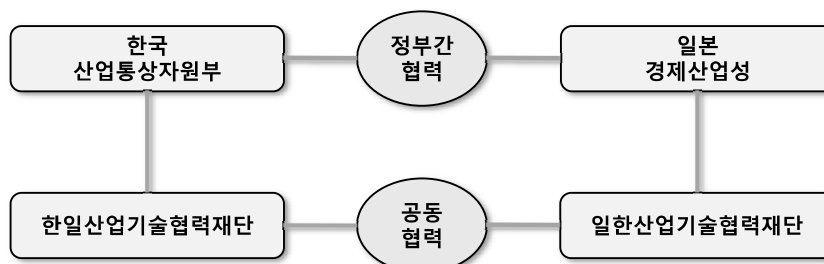 한국
산업통상자원부
정부간
협력
일본
경제산업성
한일산업기술협력재단
공동
협력
일한산업기술협력재단